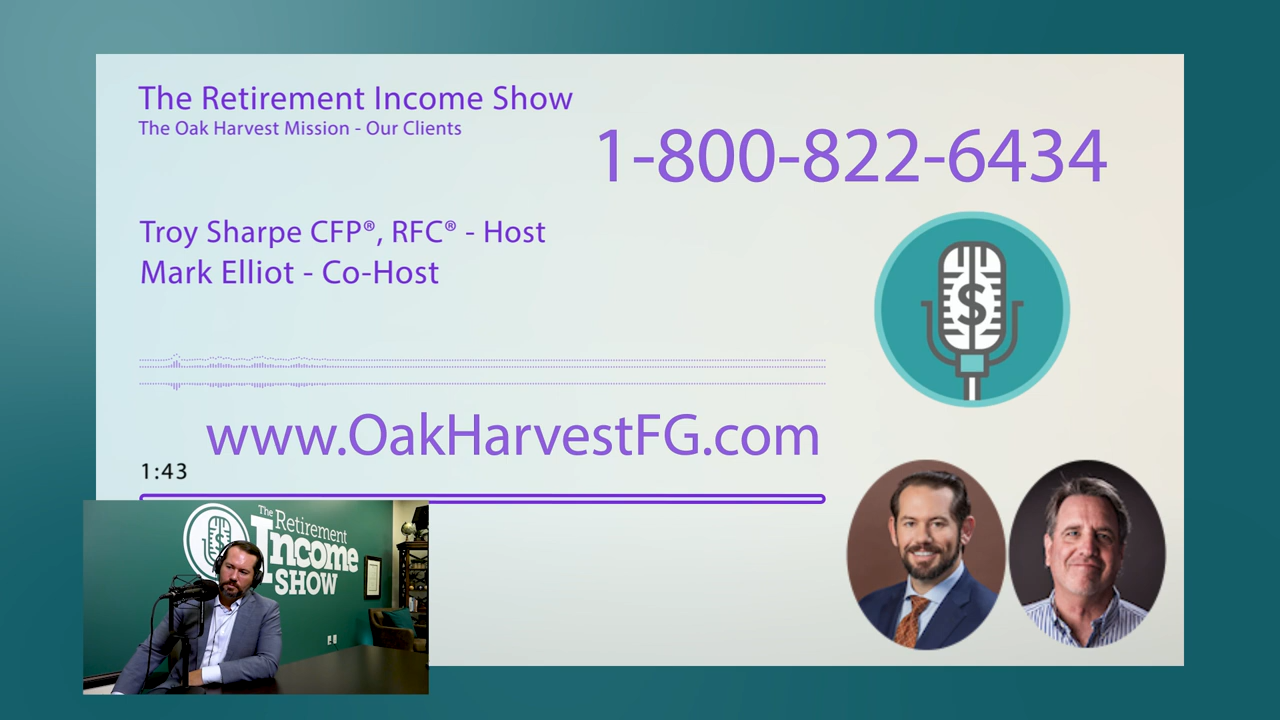 The Retirement Income Show
The Oak Harvest Mission - Our Clients
1-800-822-6434
Troy Sharpe CFP®, RFC® - Host
Mark Elliot - Co-Host
www.OakHarvestFG.com
1:43
$
The
Retirement
Income
SHOW